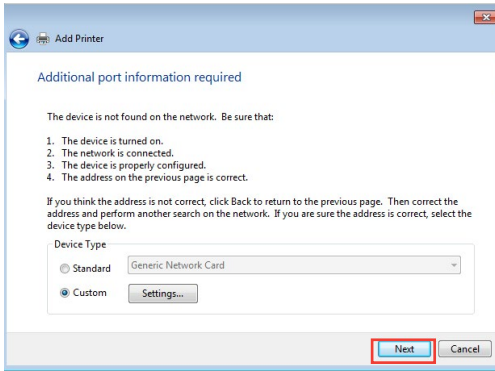 Add Printer
Additional port information required
The device is not found on the network. Be sure that:
1. The device is turned on.
2. The network is connected.
3. The device is properly configured.
4. The address on the previous page is correct.
If you think the address is not correct, click Back to return to the previous page. Then correct the
address and perform another search on the network. If you are sure the address is correct, select the
device type below.
Device Type
Standard Generic Network Card
Custom Settings...
Next Cancel